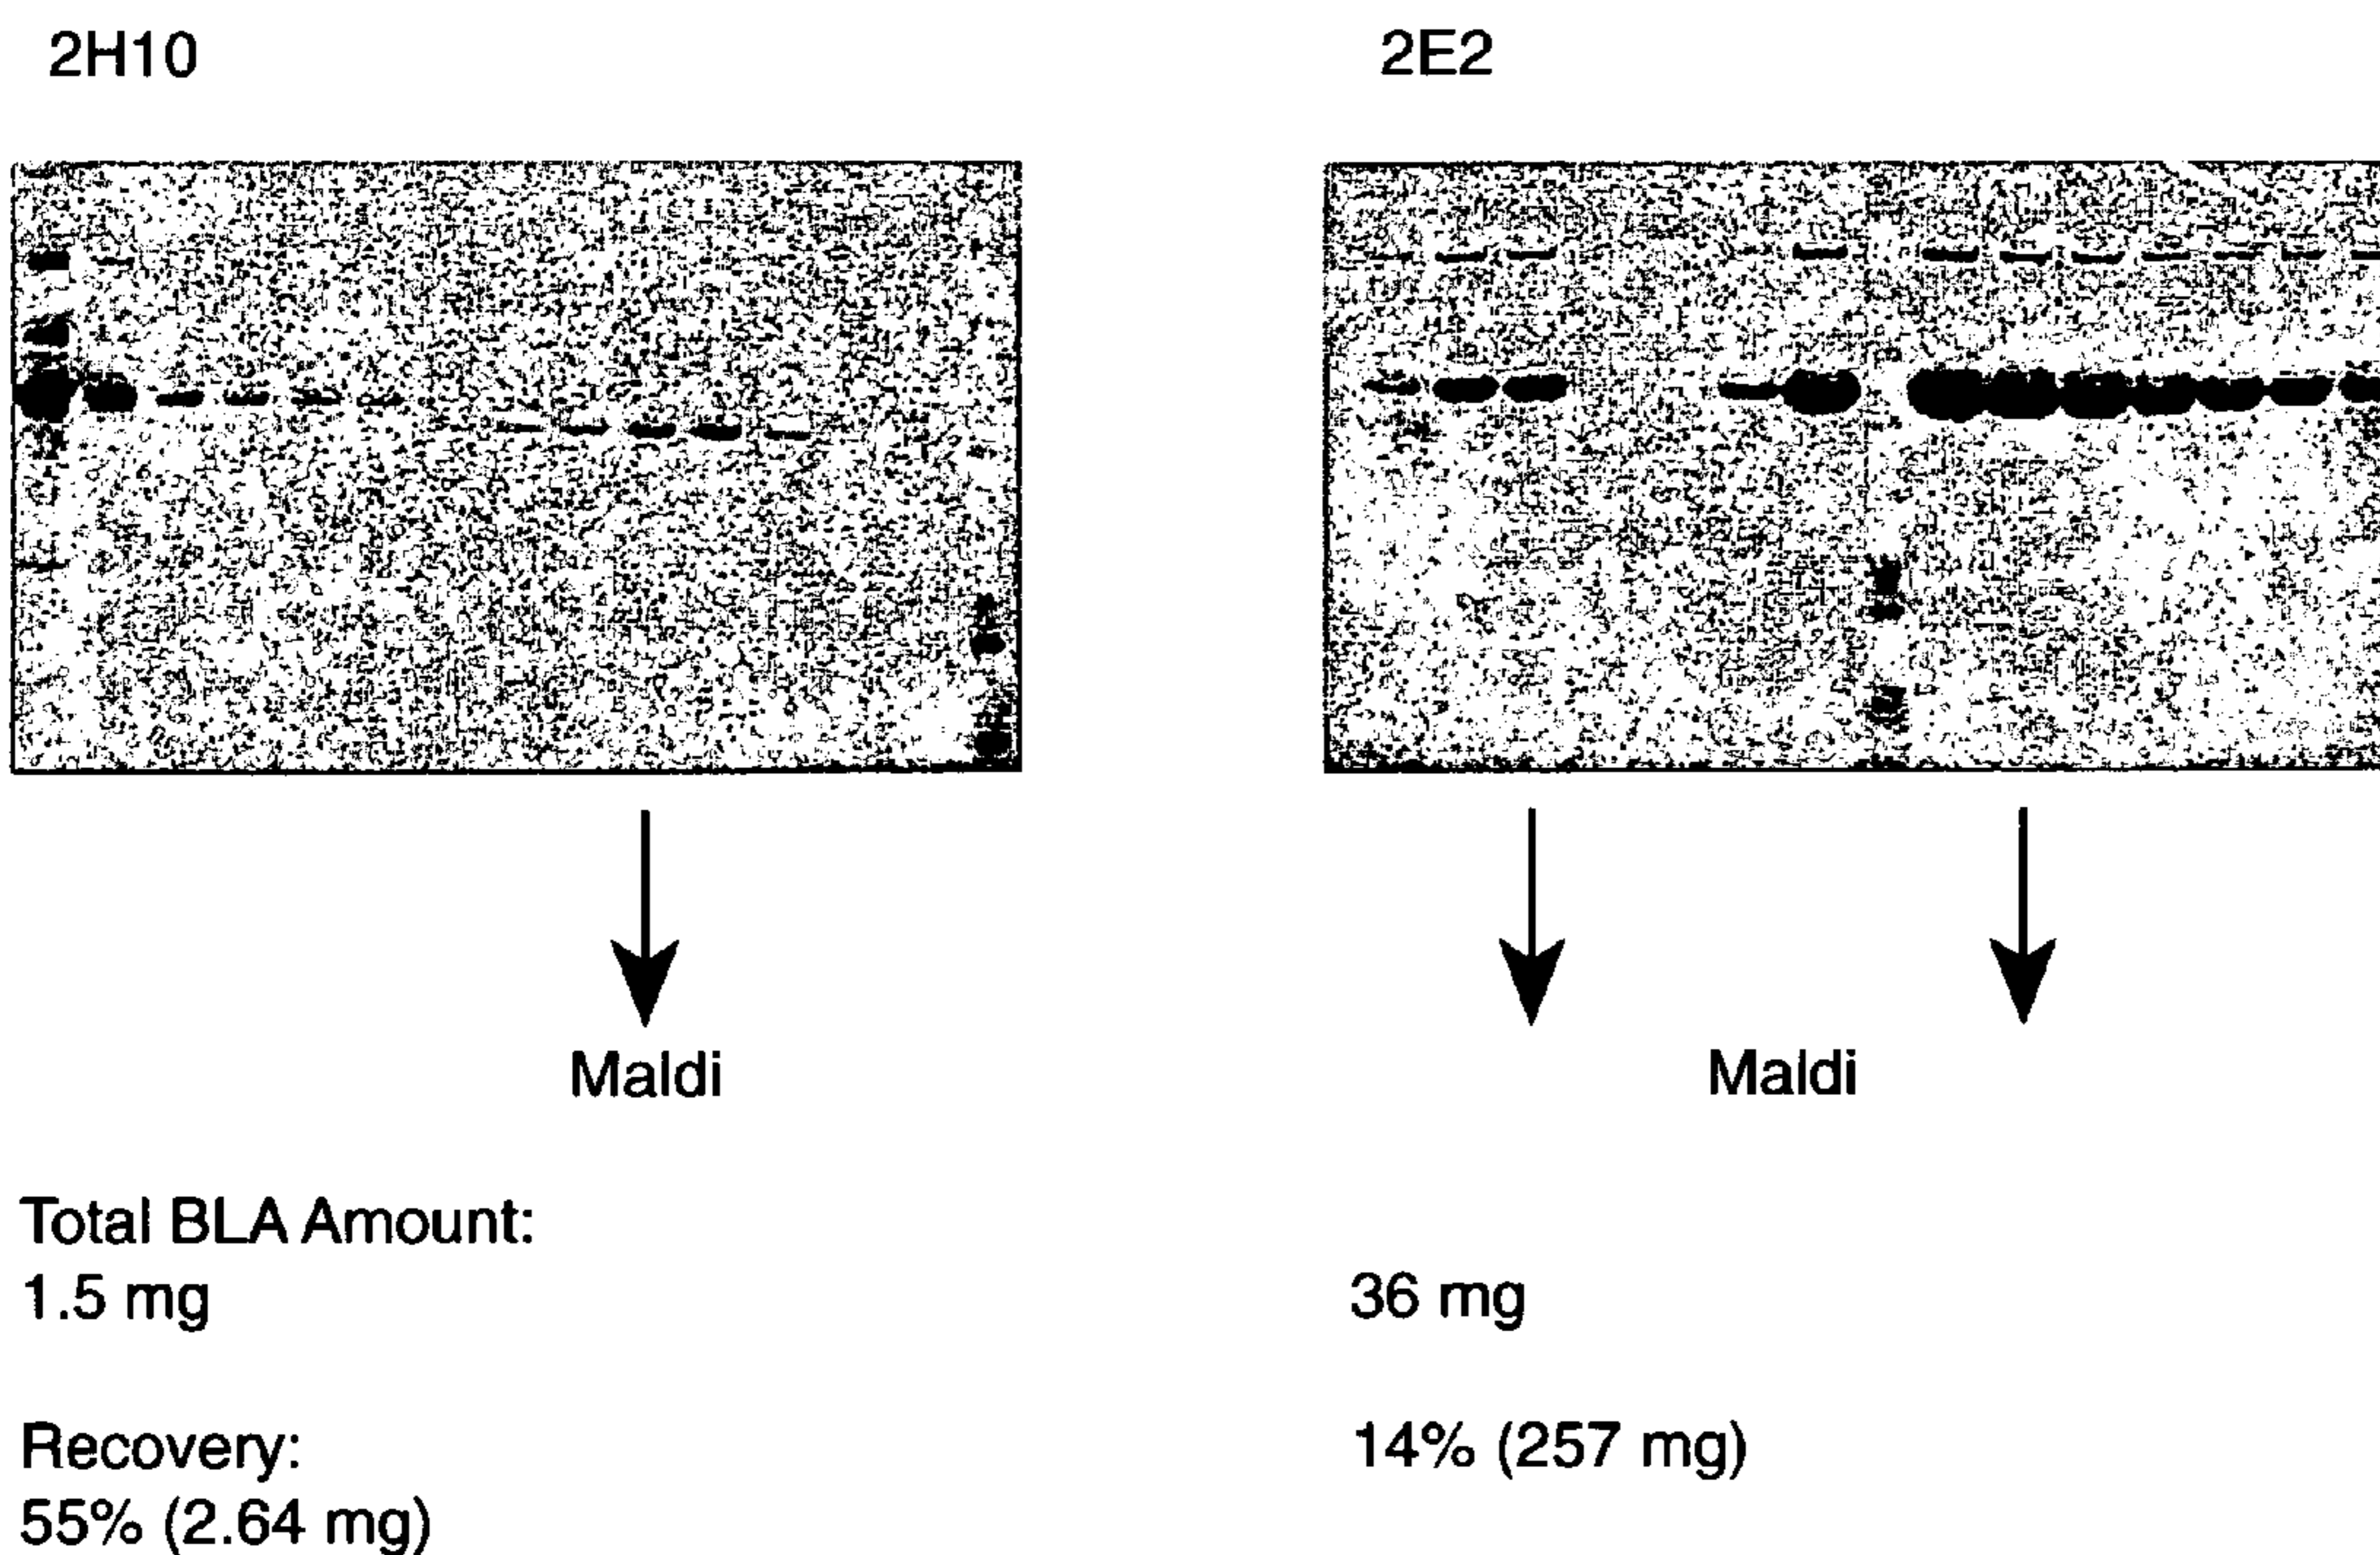 2H10
2E2
Maldi
Maldi
Total BLA Amount:
1.5 mg
36 mg
Recovery:
55% (2.64 mg)
14% (257 mg)